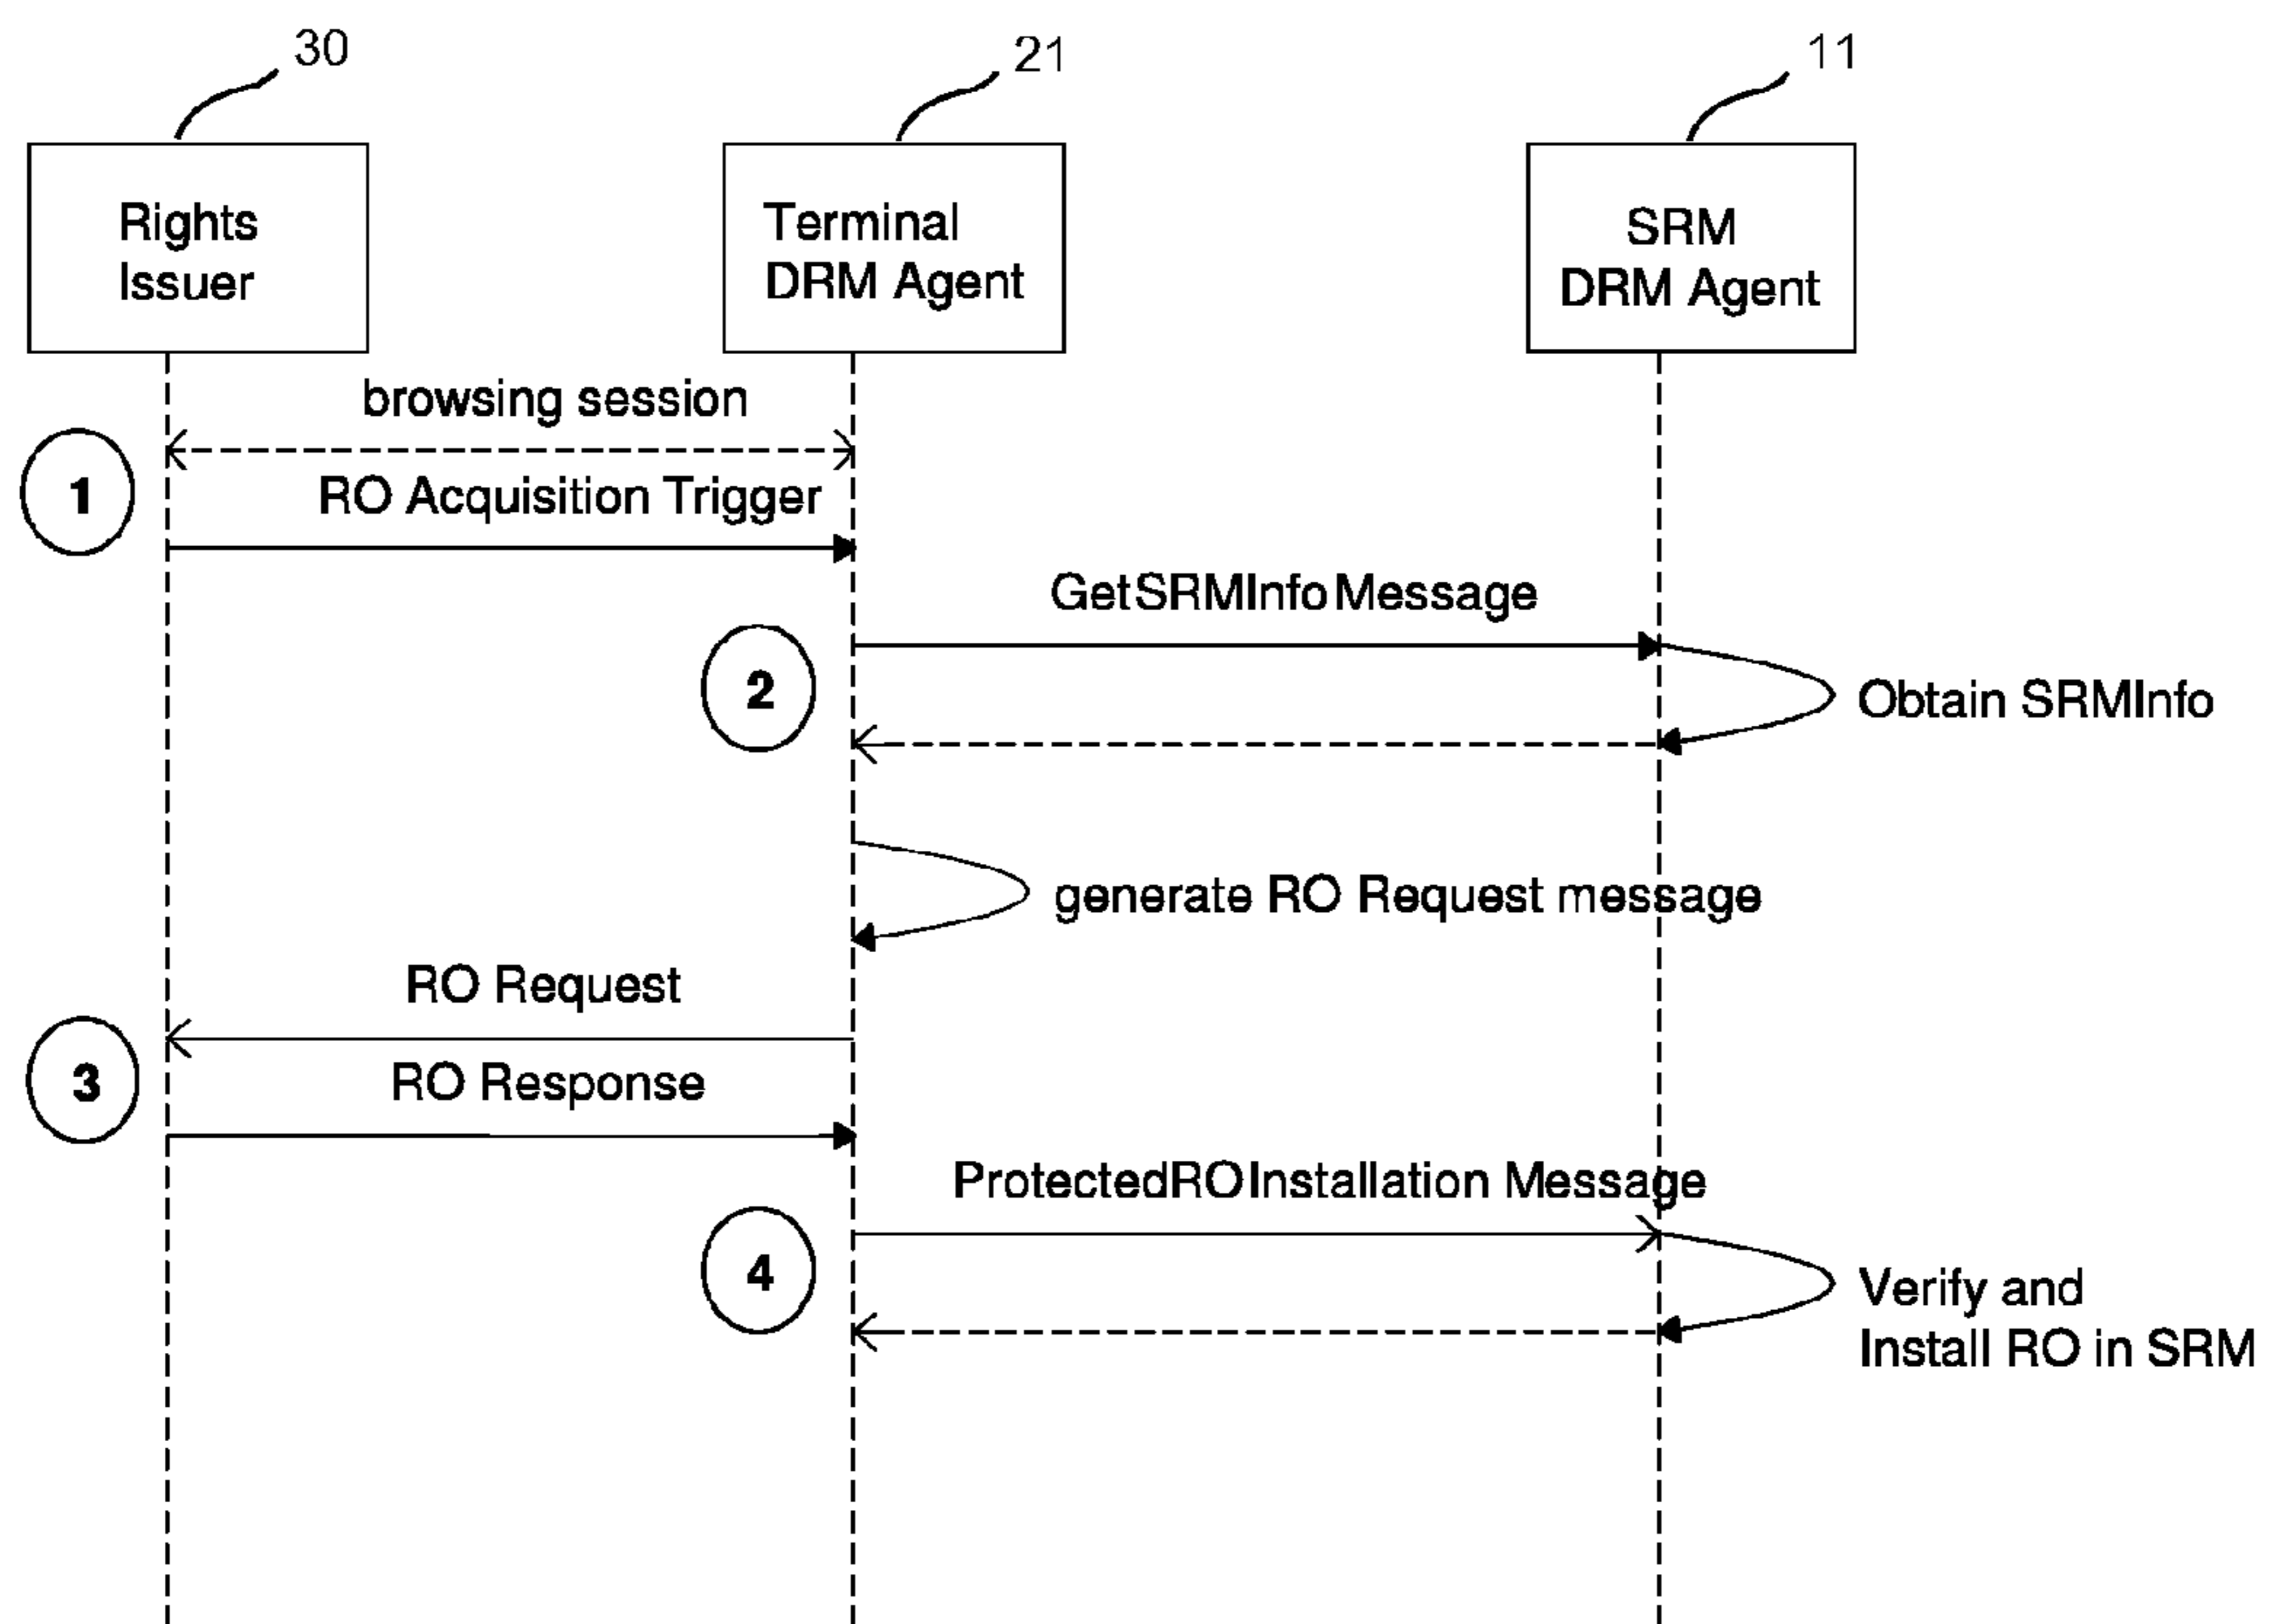 30
21
11
Rights
Issuer
Terminal
DRM Agent
SRM
DRM Agent
browsing session
1
RO Acquisition Trigger
GetSRMInfo Message
2
Obtain SRMInfo
generate RO Request message
RO Request
3
RO Response
ProtectedROInstallation Message
4
Verify and
Install RO in SRM